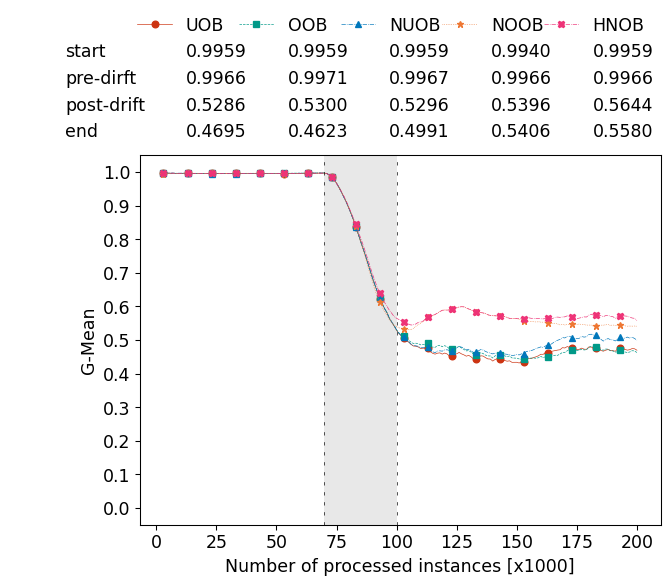 UOB OOB NUOB NOOB HNOB
start 0.9959 0.9959 0.9959 0.9940 0.9959
pre-dirft 0.9966 0.9971 0.9967 0.9966 0.9966
post-drift 0.5286 0.5300 0.5296 0.5396 0.5644
end 0.4695 0.4623 0.4991 0.5406 0.5580
1.0
0.9
0.8
0.7
0.6
0.5
0.4
0.3
0.2
0.1
0.0
G-Mean
0 25 50 75 100 125 150 175 200
Number of processed instances [x1000]